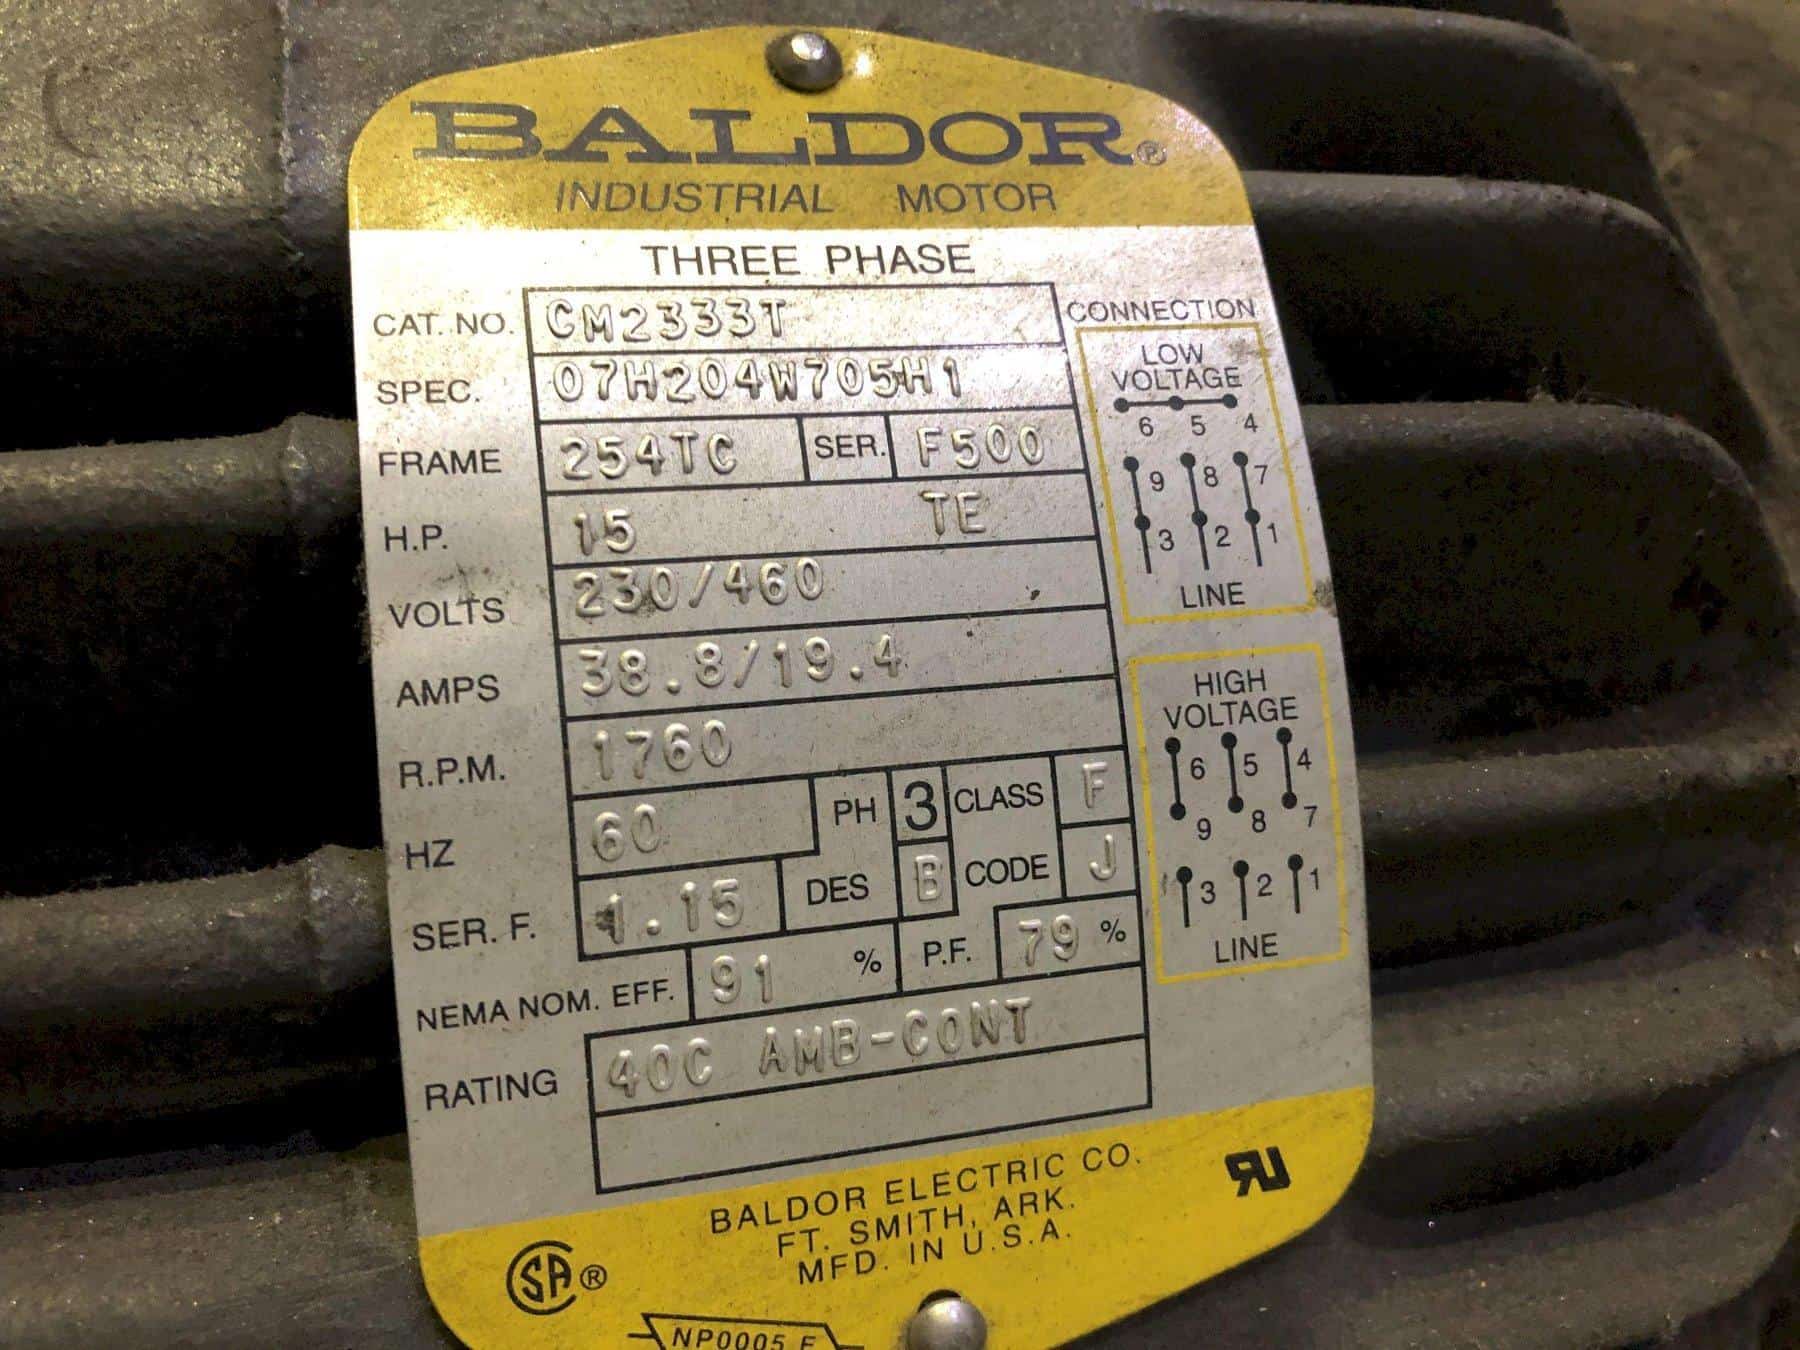 BALDOR®
INDUSTRIAL MOTOR
THREE PHASE
CAT. NO. CM2333T
SPEC. 07H204W705H1
FRAME 254TC SER. F500
H.P. 15 TE
VOLTS 230/460
AMPS 38.8/19.4
R.P.M. 1760
HZ 60 PH 3 CLASS F
SER. F. 1.15 DES B CODE J
NEMA NOM. EFF. 91 % P.F. 79 %
RATING 40C AMB-CONT
CONNECTION
LOW
VOLTAGE
6 5 4
9 8 7
3 2 1
LINE
HIGH
VOLTAGE
6 5 4
9 8 7
3 2 1
LINE
BALDOR ELECTRIC CO.
FT. SMITH, ARK.
MFD. IN U.S.A.
SA ®
RU
NP0005